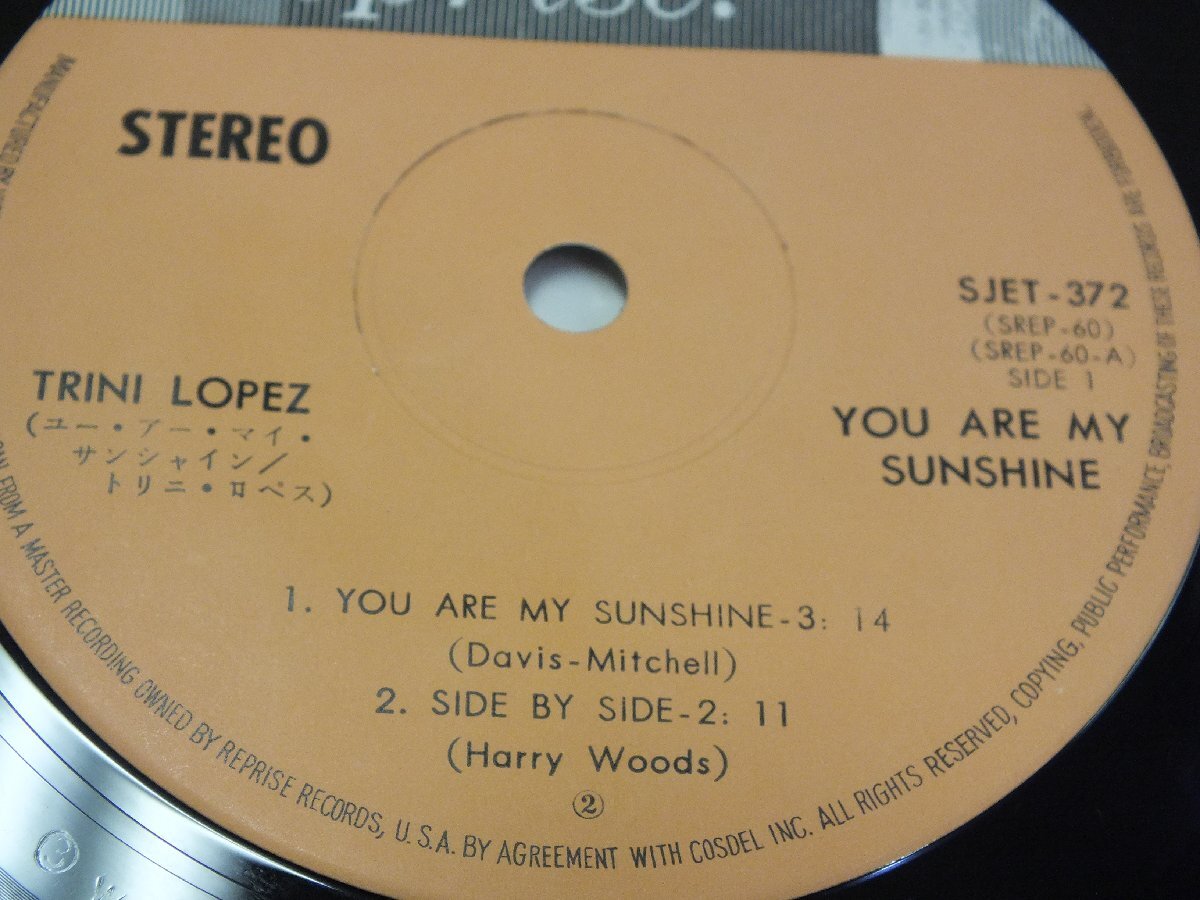 STEREO
SJET-372
(SREP-60)
(SREP-60-A)
SIDE 1
TRINI LOPEZ
(ユー・アー・マイ・
サンシャイン/
トリニ・ロペス)
YOU ARE MY
SUNSHINE
1. YOU ARE MY SUNSHINE-3: 14
(Davis-Mitchell)
2. SIDE BY SIDE-2: 11
(Harry Woods)
②
MANUFACTURED BY
FROM A MASTER RECORDING OWNED BY REPRISE RECORDS, U.S.A. BY AGREEMENT WITH COSDEL INC. ALL RIGHTS RESERVED, COPYING, PUBLIC PERFORMANCE, BROADCASTING OF THESE RECORDS ARE FORBIDDEN.